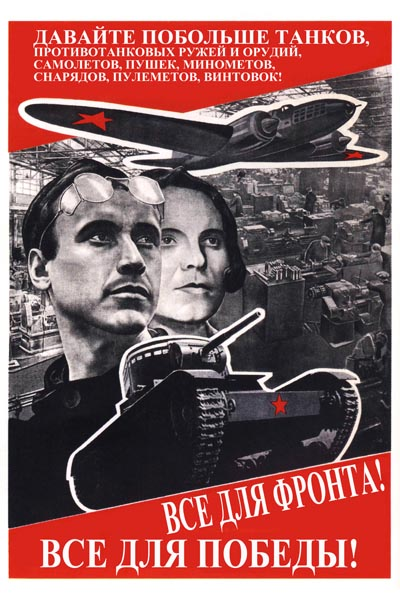 ДАВАЙТЕ ПОБОЛЬШЕ ТАНКОВ,
ПРОТИВОТАНКОВЫХ РУЖЕЙ И ОРУДИЙ,
САМОЛЕТОВ, ПУШЕК, МИНОМЕТОВ,
СНАРЯДОВ, ПУЛЕМЕТОВ, ВИНТОВОК!
ВСЕ ДЛЯ ФРОНТА!
ВСЕ ДЛЯ ПОБЕДЫ!